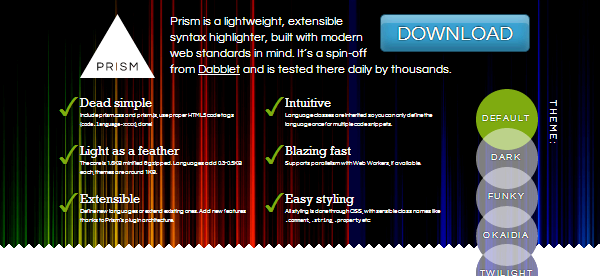 PRISM
Prism is a lightweight, extensible
syntax highlighter, built with modern
web standards in mind. It's a spin-off
from Dabblet and is tested there daily by thousands.
DOWNLOAD
Dead simple
Include prism.css and prism.js, use proper HTML5 code tags
(code.language-xxxx), done!
Intuitive
Language classes are inherited so you can only define the
language once for multiple code snippets.
Light as a feather
The core is 1.6KB minified & gzipped. Languages add 0.3-0.5KB
each, themes are around 1KB.
Blazing fast
Supports parallelism with Web Workers, if available.
Extensible
Define new languages or extend existing ones. Add new features
thanks to Prism's plugin architecture.
Easy styling
All styling is done through CSS, with sensible class names like
.comment, .string, .property etc
THEME:
DEFAULT
DARK
FUNKY
OKAIDIA
TWILIGHT